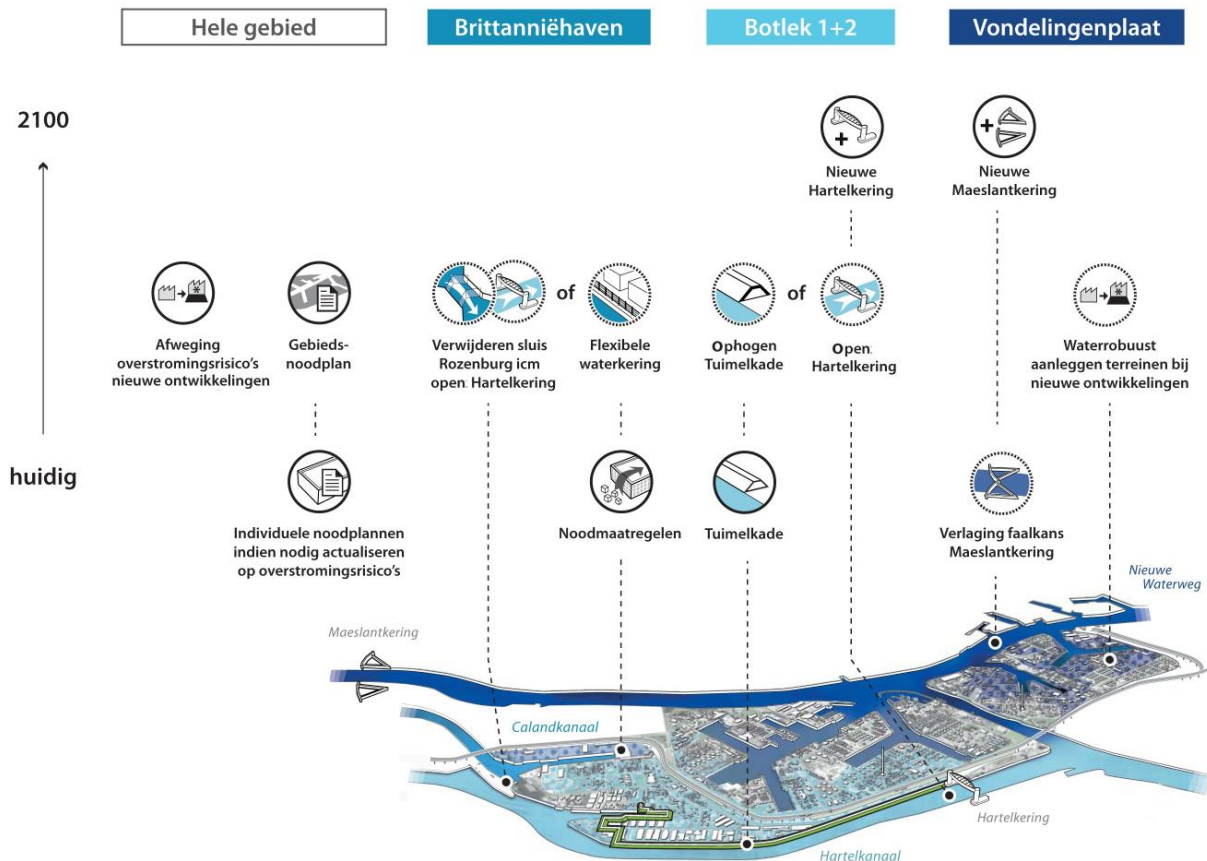 Hele gebied
Brittanniëhaven
Botlek 1+2
Vondelingenplaat
2100
Nieuwe
Hartelkering
Nieuwe
Maeslantkering
of
of
Afweging
overstromingsrisico's
nieuwe ontwikkelingen
Gebieds-
noodplan
Verwijderen sluis
Rozenburg icm
open: Hartelkering
Flexibele
waterkering
Ophogen
Tuimelkade
Open:
Hartelkering
Waterrobuust
aanleggen terreinen bij
nieuwe ontwikkelingen
huidig
Individuele noodplannen
indien nodig actualiseren
op overstromingsrisico's
Noodmaatregelen
Tuimelkade
Verlaging faalkans
Maeslantkering
Nieuwe
Waterweg
Maeslantkering
Calandkanaal
Hartelkering
Hartelkanaal